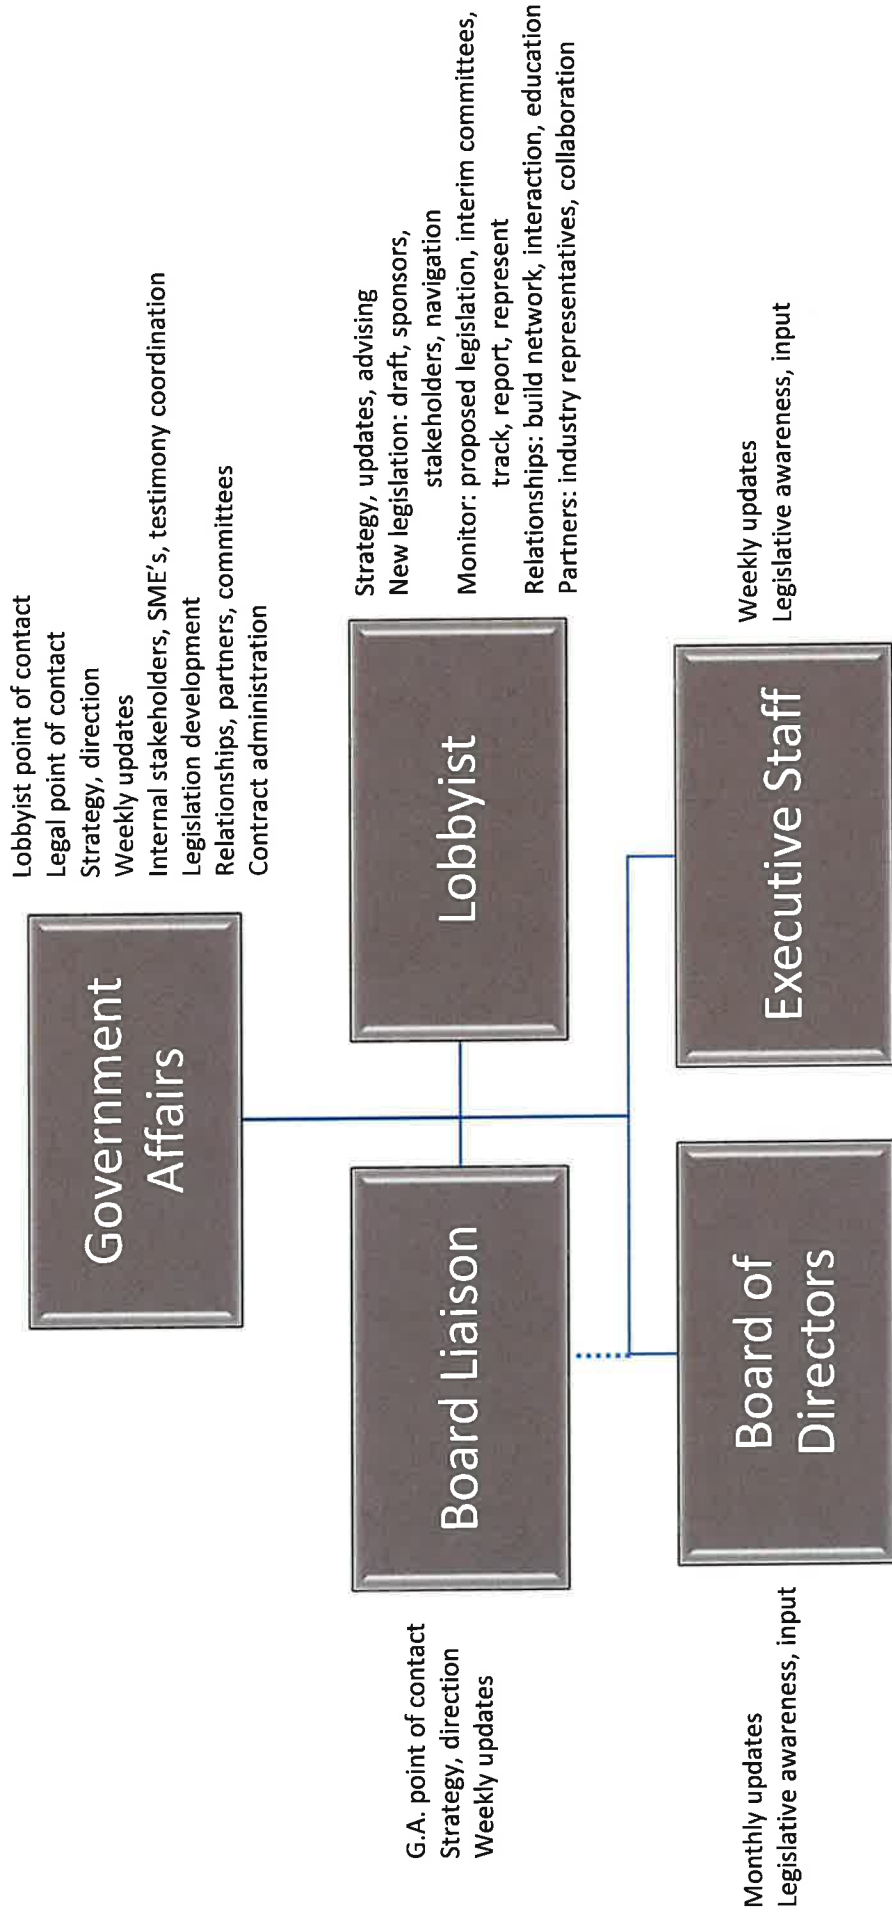 Government
Affairs
Lobbyist point of contact
Legal point of contact
Strategy, direction
Weekly updates
Internal stakeholders, SME's, testimony coordination
Legislation development
Relationships, partners, committees
Contract administration
G.A. point of contact
Strategy, direction
Weekly updates
Board Liaison
Lobbyist
Strategy, updates, advising
New legislation: draft, sponsors,
stakeholders, navigation
Monitor: proposed legislation, interim committees,
track, report, represent
Relationships: build network, interaction, education
Partners: industry representatives, collaboration
Monthly updates
Legislative awareness, input
Board of
Directors
Executive Staff
Weekly updates
Legislative awareness, input